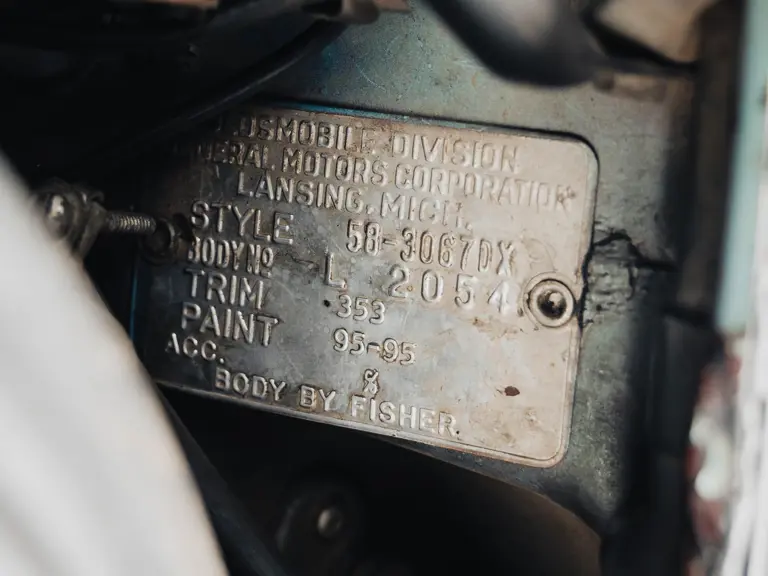 OLDSMOBILE DIVISION
GENERAL MOTORS CORPORATION
LANSING, MICH.
STYLE 58-3067DX
BODY Nº L 2054
TRIM 353
PAINT 95-95
ACC.
BODY BY FISHER